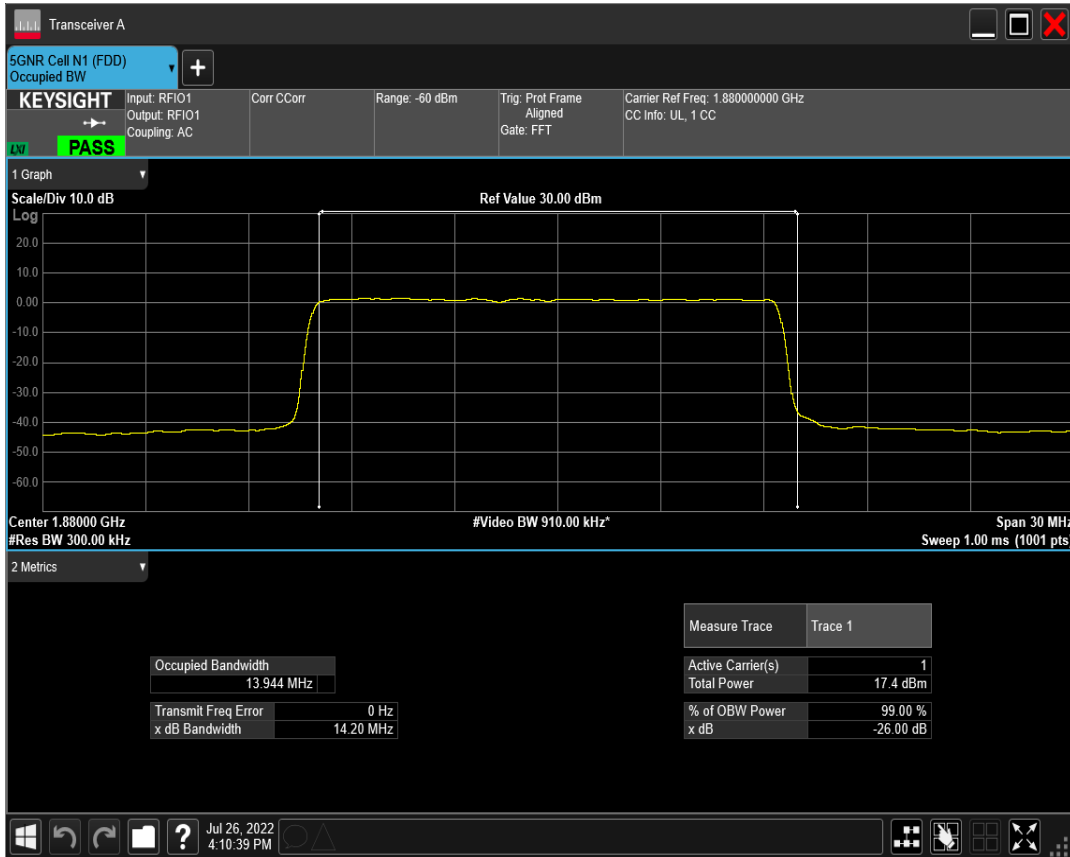 Transceiver A
5GNR Cell N1 (FDD)
Occupied BW
+
KEYSIGHT
LXI
PASS
Input: RFIO1
Output: RFIO1
Coupling: AC
Corr CCorr
Range: -60 dBm
Trig: Prot Frame
Aligned
Gate: FFT
Carrier Ref Freq: 1.880000000 GHz
CC Info: UL, 1 CC
1 Graph
Scale/Div 10.0 dB
Ref Value 30.00 dBm
Log
20.0
10.0
0.00
-10.0
-20.0
-30.0
-40.0
-50.0
-60.0
Center 1.88000 GHz
#Video BW 910.00 kHz*
Span 30 MHz
#Res BW 300.00 kHz
Sweep 1.00 ms (1001 pts)
2 Metrics
Measure Trace Trace 1
Occupied Bandwidth
13.944 MHz
Active Carrier(s) 1
Total Power 17.4 dBm
Transmit Freq Error 0 Hz
x dB Bandwidth 14.20 MHz
% of OBW Power 99.00 %
x dB -26.00 dB
?
Jul 26, 2022
4:10:39 PM